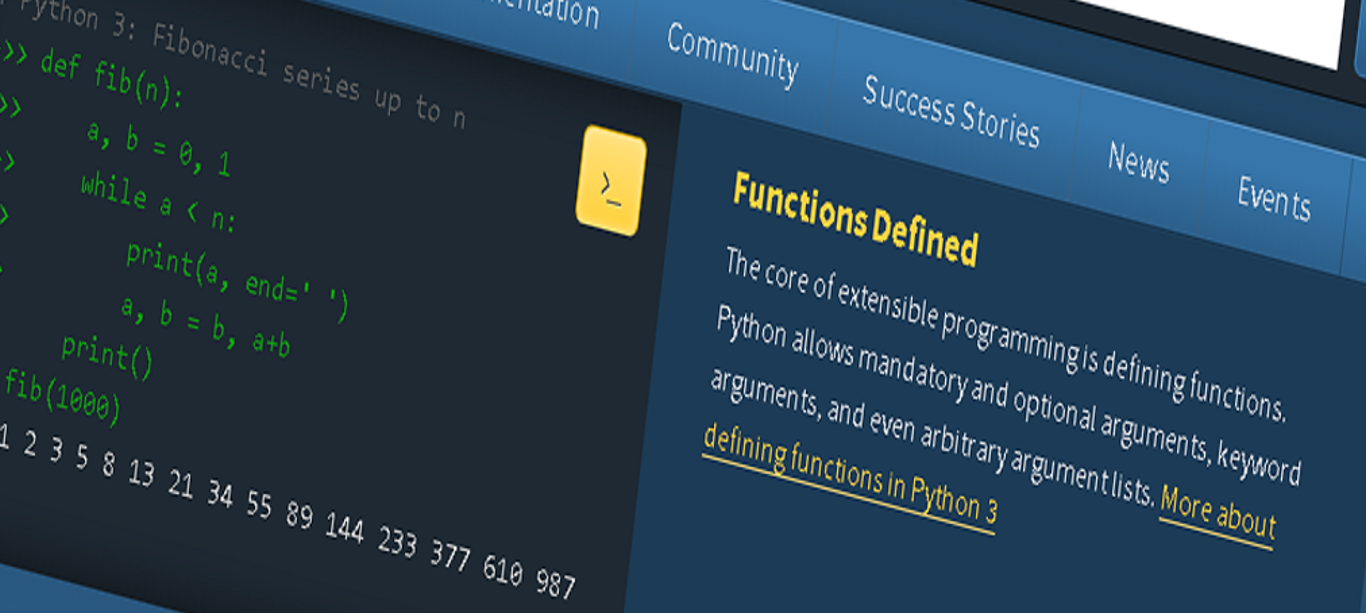 Community
Success Stories
News
Events
Python 3: Fibonacci series up to n
>> def fib(n):
>> a, b = 0, 1
> while a < n:
> print(a, end=' ')
a, b = b, a+b
print()
fib(1000)
1 2 3 5 8 13 21 34 55 89 144 233 377 610 987
>_
Functions Defined
The core of extensible programming is defining functions.
Python allows mandatory and optional arguments, keyword
arguments, and even arbitrary argument lists. More about
defining functions in Python 3